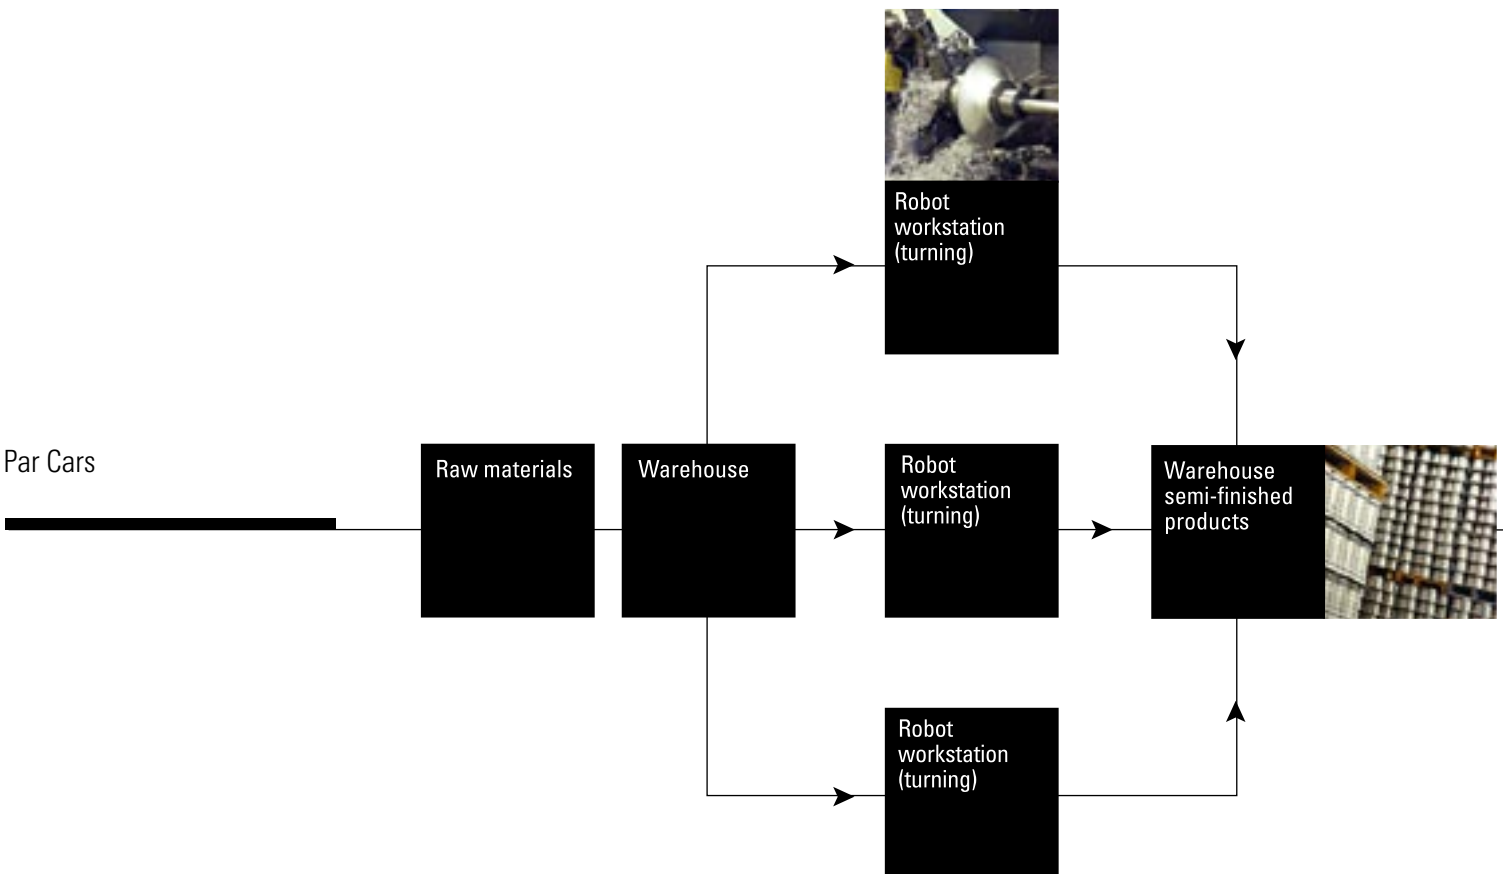 Robot
workstation
(turning)
Par Cars
Raw materials
Warehouse
Robot
workstation
(turning)
Warehouse
semi-finished
products
Robot
workstation
(turning)